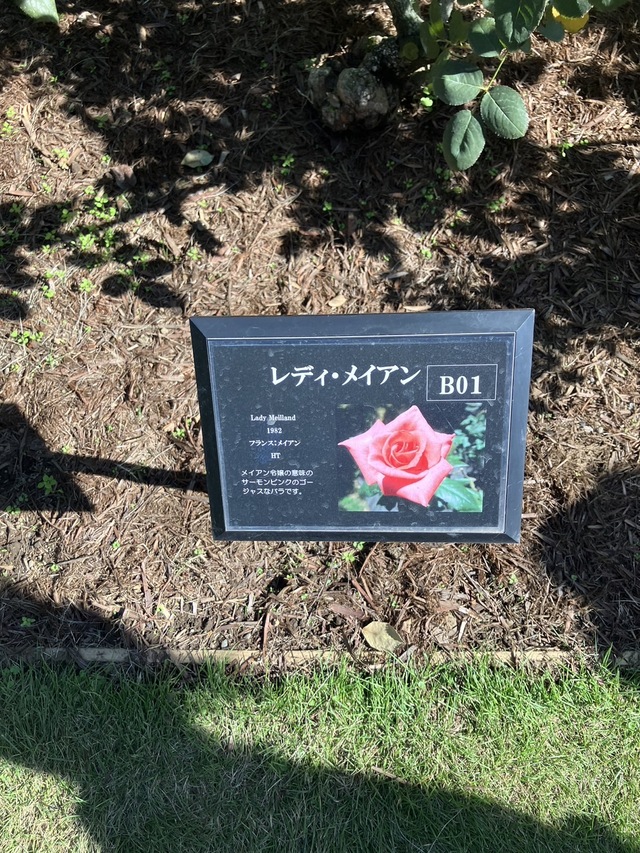 レディ・メイアン
B01
Lady Meilland
1982
フランス:メイアン
HT
メイアン令嬢の意味の
サーモンピンクのゴー
ジャスなバラです。